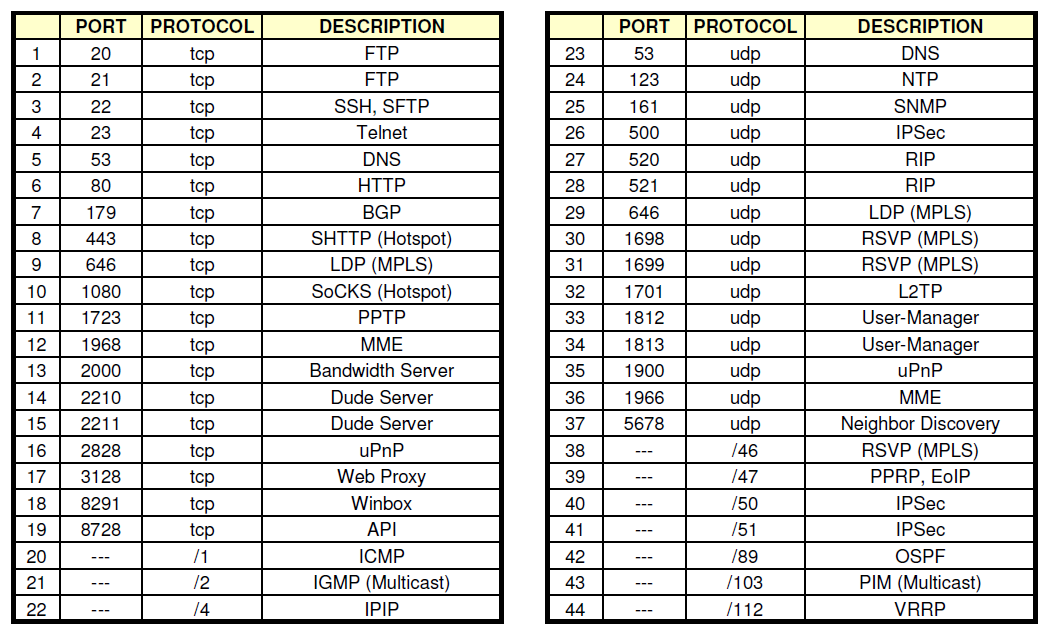 PORT PROTOCOL DESCRIPTION
1 20 tcp FTP
2 21 tcp FTP
3 22 tcp SSH, SFTP
4 23 tcp Telnet
5 53 tcp DNS
6 80 tcp HTTP
7 179 tcp BGP
8 443 tcp SHTTP (Hotspot)
9 646 tcp LDP (MPLS)
10 1080 tcp SoCKS (Hotspot)
11 1723 tcp PPTP
12 1968 tcp MME
13 2000 tcp Bandwidth Server
14 2210 tcp Dude Server
15 2211 tcp Dude Server
16 2828 tcp uPnP
17 3128 tcp Web Proxy
18 8291 tcp Winbox
19 8728 tcp API
20 --- /1 ICMP
21 --- /2 IGMP (Multicast)
22 --- /4 IPIP
PORT PROTOCOL DESCRIPTION
23 53 udp DNS
24 123 udp NTP
25 161 udp SNMP
26 500 udp IPSec
27 520 udp RIP
28 521 udp RIP
29 646 udp LDP (MPLS)
30 1698 udp RSVP (MPLS)
31 1699 udp RSVP (MPLS)
32 1701 udp L2TP
33 1812 udp User-Manager
34 1813 udp User-Manager
35 1900 udp uPnP
36 1966 udp MME
37 5678 udp Neighbor Discovery
38 --- /46 RSVP (MPLS)
39 --- /47 PPRP, EoIP
40 --- /50 IPSec
41 --- /51 IPSec
42 --- /89 OSPF
43 --- /103 PIM (Multicast)
44 --- /112 VRRP